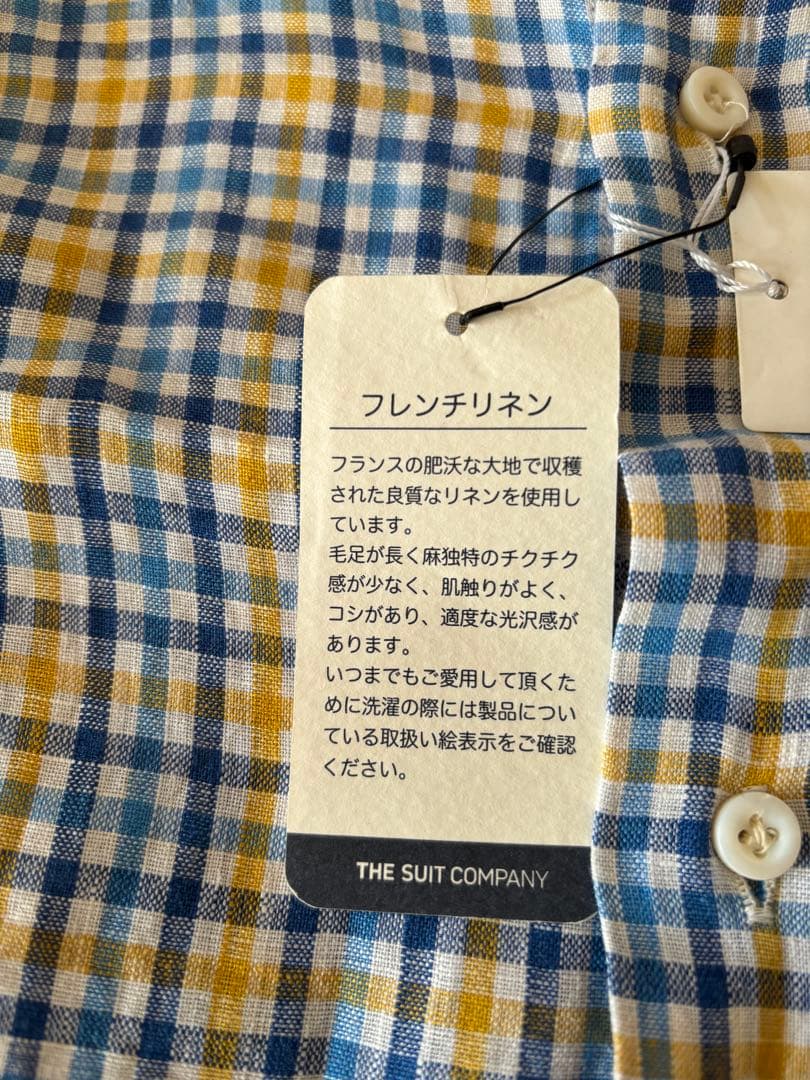 フレンチリネン
フランスの肥沃な大地で収穫
された良質なリネンを使用し
ています。
毛足が長く麻独特のチクチク
感が少なく、肌触りがよく、
コシがあり、適度な光沢感が
あります。
いつまでもご愛用して頂くた
めに洗濯の際には製品につい
ている取扱い絵表示をご確認
ください。
THE SUIT COMPANY